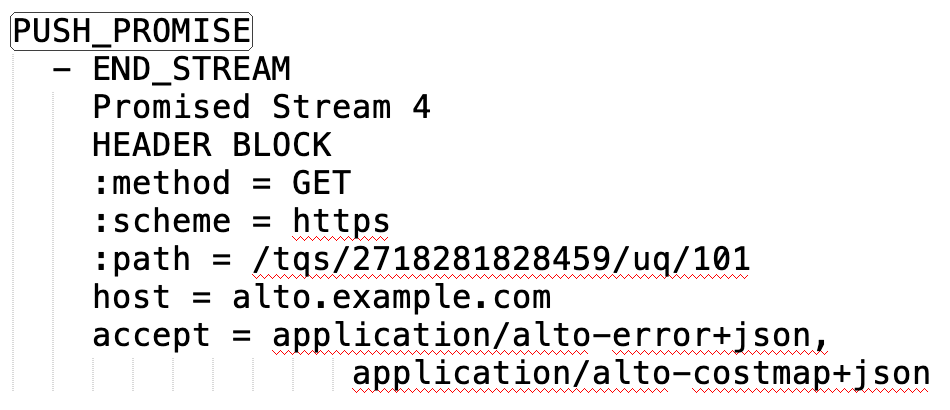 PUSH_PROMISE
- END_STREAM
Promised Stream 4
HEADER BLOCK
:method = GET
:scheme = https
:path = /tqs/2718281828459/uq/101
host = alto.example.com
accept = application/alto-error+json,
application/alto-costmap+json